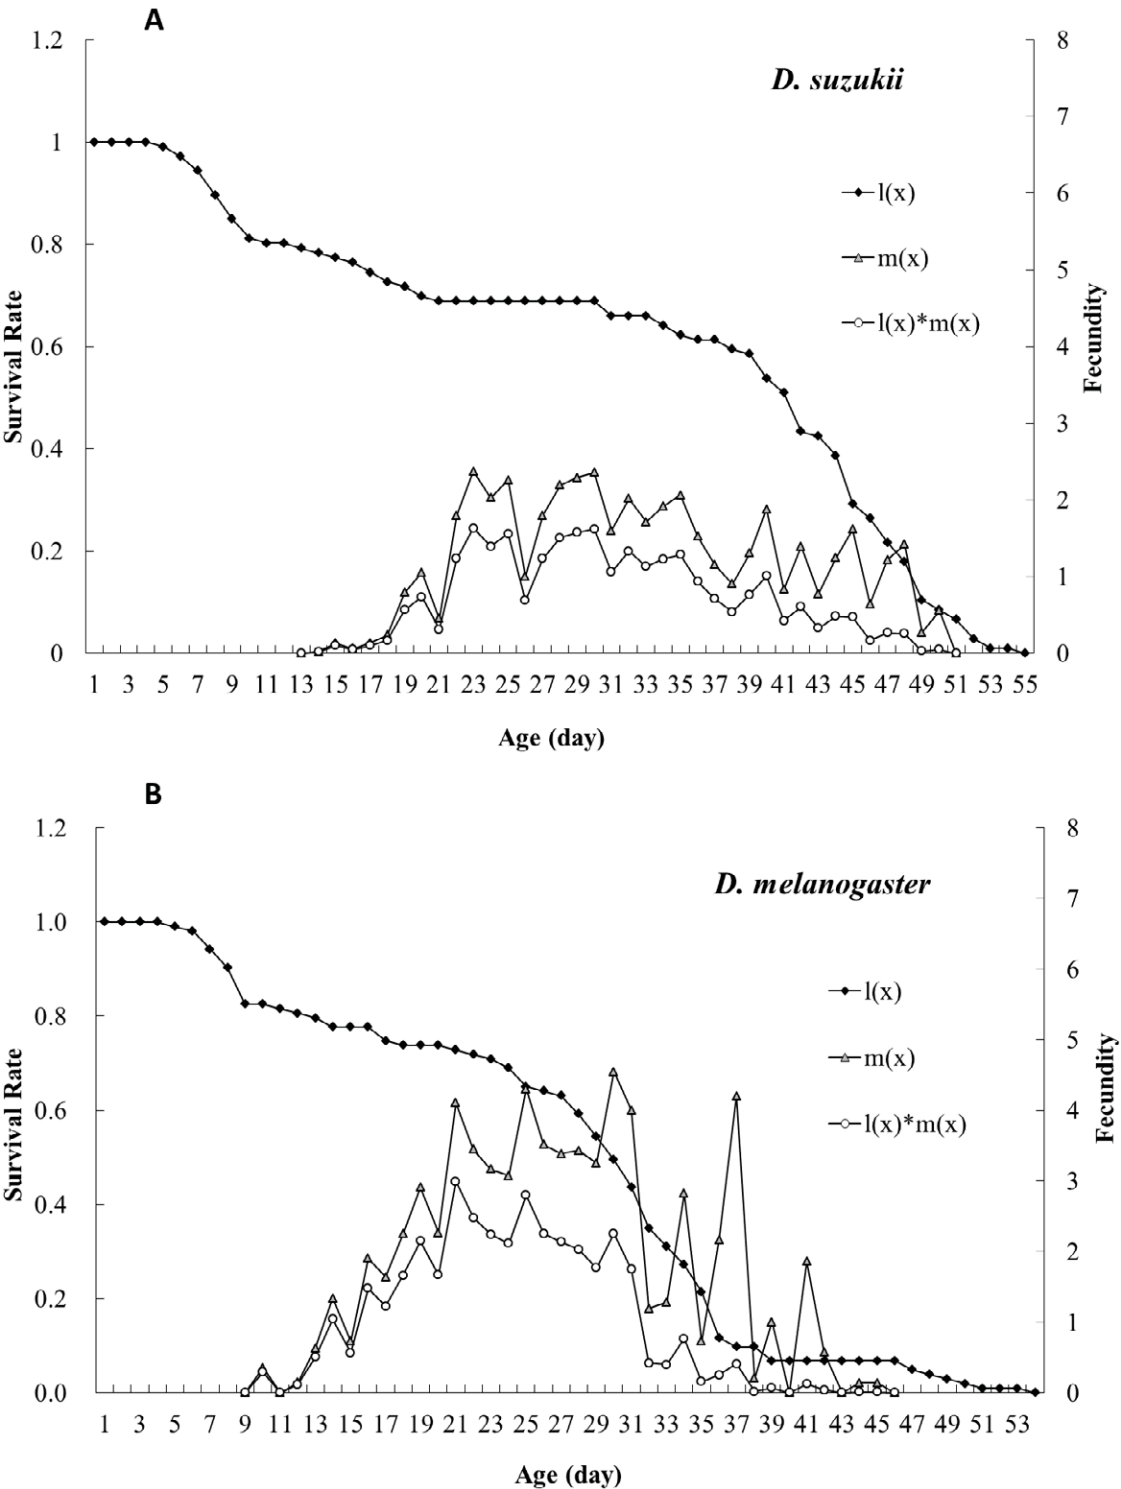 A
D. suzukii
1.2
1
0.8
0.6
0.4
0.2
0
Survival Rate
8
7
6
5
4
3
2
1
0
Fecundity
l(x)
m(x)
l(x)*m(x)
1 3 5 7 9 11 13 15 17 19 21 23 25 27 29 31 33 35 37 39 41 43 45 47 49 51 53 55
Age (day)
B
D. melanogaster
1.2
1.0
0.8
0.6
0.4
0.2
0.0
Survival Rate
8
7
6
5
4
3
2
1
0
Fecundity
l(x)
m(x)
l(x)*m(x)
1 3 5 7 9 11 13 15 17 19 21 23 25 27 29 31 33 35 37 39 41 43 45 47 49 51 53
Age (day)